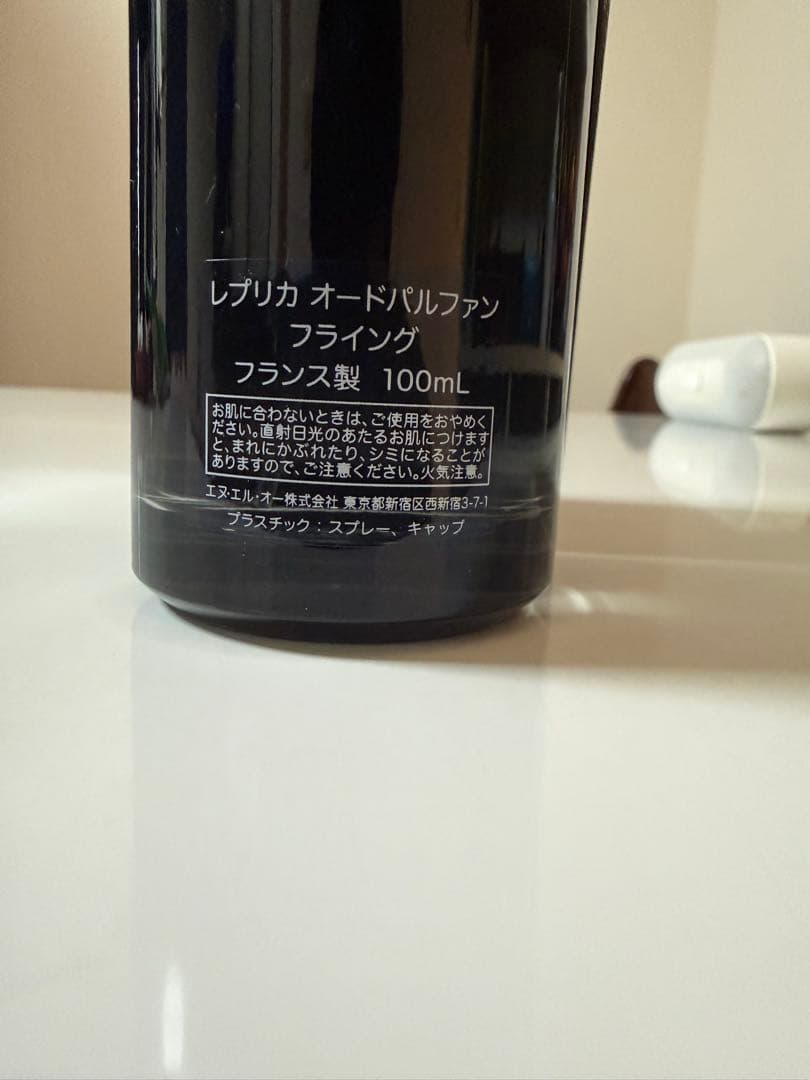 レプリカ オードパルファン
フライング
フランス製 100mL
お肌に合わないときは、ご使用をおやめく
ださい。直射日光のあたるお肌につけます
と、まれにかぶれたり、シミになることが
ありますので、ご注意ください。火気注意。
エヌ・エル・オー株式会社 東京都新宿区西新宿3-7-1
プラスチック：スプレー、キャップ